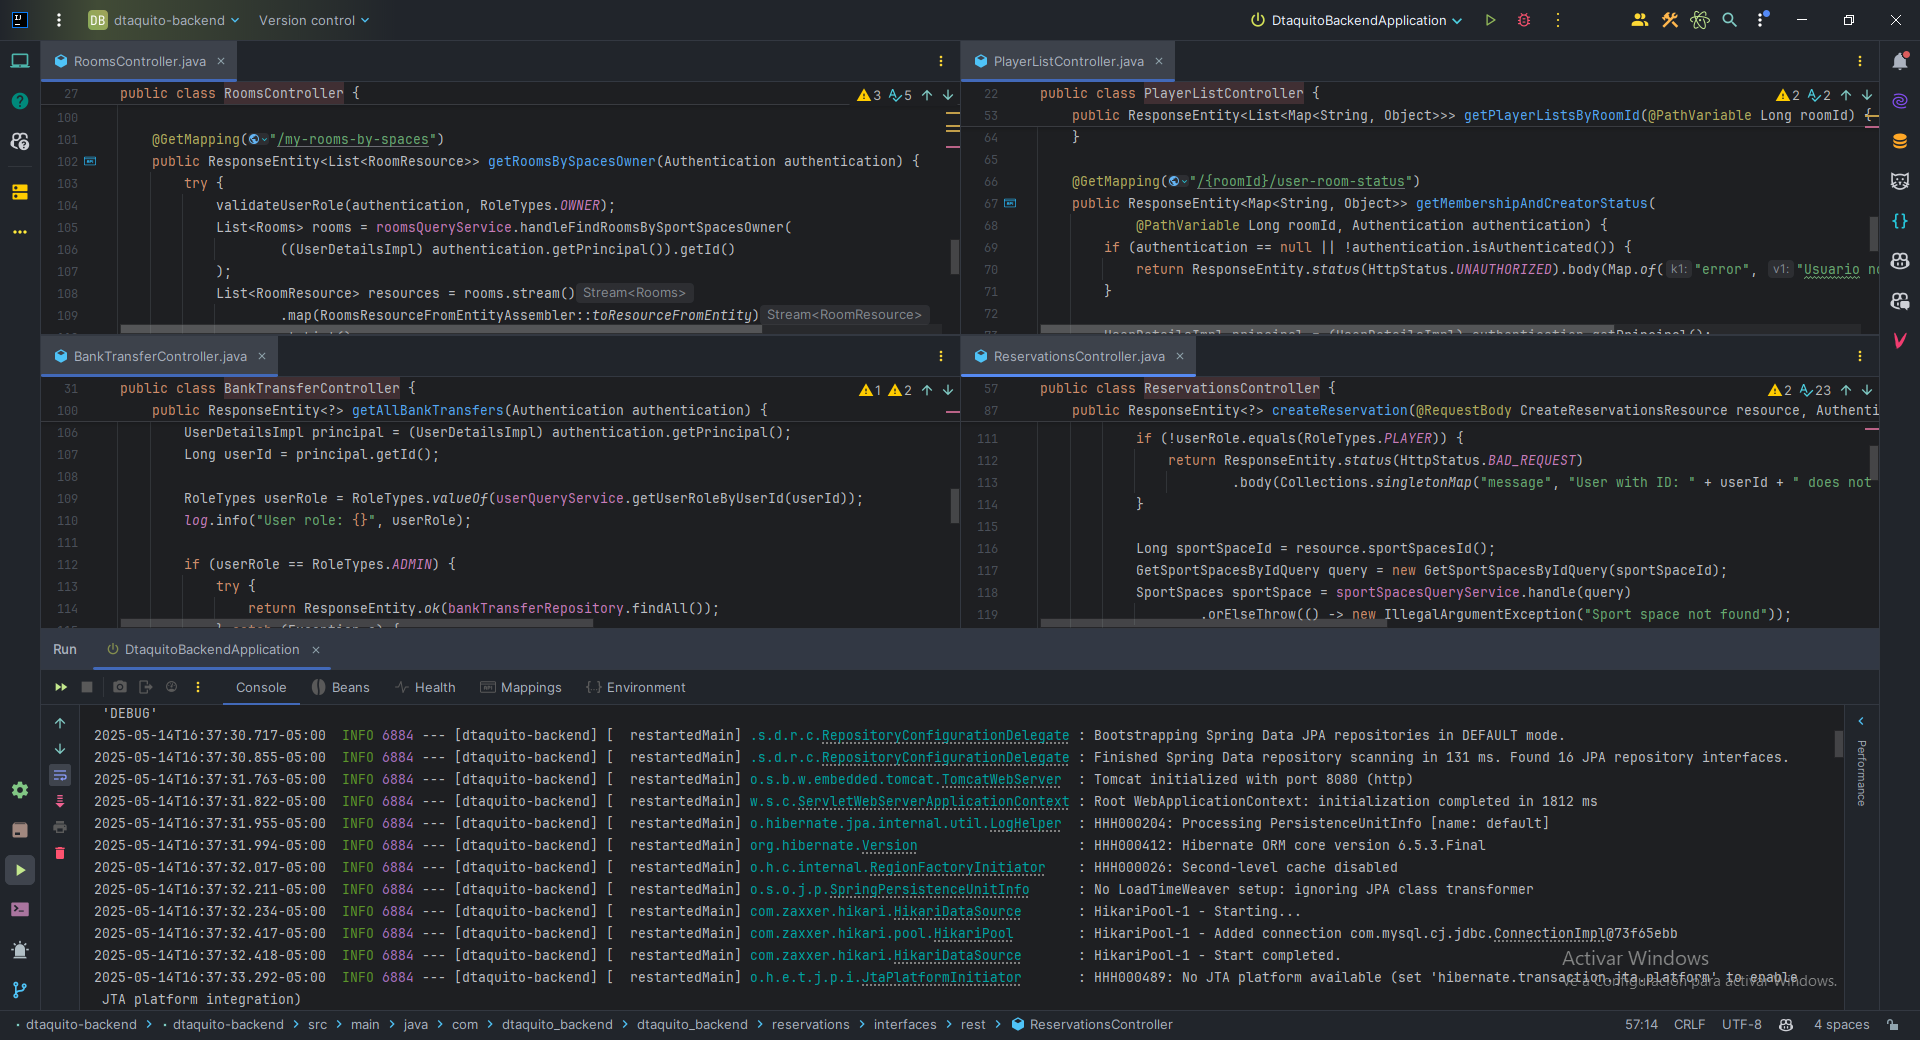 DB dtaquito-backend Version control DtaquitoBackendApplication
RoomsController.java
27 public class RoomsController { 3 5
100
101 @GetMapping("/my-rooms-by-spaces")
102 public ResponseEntity<List<RoomResource>> getRoomsBySpacesOwner(Authentication authentication) {
103 try {
104 validateUserRole(authentication, RoleTypes.OWNER);
105 List<Rooms> rooms = roomsQueryService.handleFindRoomsBySportSpacesOwner(
106 ((UserDetailsImpl) authentication.getPrincipal()).getId()
107 );
108 List<RoomResource> resources = rooms.stream() Stream<Rooms>
109 .map(RoomsResourceFromEntityAssembler::toResourceFromEntity) Stream<RoomResource>
PlayerListController.java
22 public class PlayerListController { 2 2
53 public ResponseEntity<List<Map<String, Object>>> getPlayerListsByRoomId(@PathVariable Long roomId) {
64 }
65
66 @GetMapping("/{roomId}/user-room-status")
67 public ResponseEntity<Map<String, Object>> getMembershipAndCreatorStatus(
68 @PathVariable Long roomId, Authentication authentication) {
69 if (authentication == null || !authentication.isAuthenticated()) {
70 return ResponseEntity.status(HttpStatus.UNAUTHORIZED).body(Map.of( k1: "error", v1: "Usuario no
71 }
72
UserDetailsImpl principal = (UserDetailsImpl) authentication.getPrincipal();
BankTransferController.java
31 public class BankTransferController { 1 2
100 public ResponseEntity<?> getAllBankTransfers(Authentication authentication) {
106 UserDetailsImpl principal = (UserDetailsImpl) authentication.getPrincipal();
107 Long userId = principal.getId();
108
109 RoleTypes userRole = RoleTypes.valueOf(userQueryService.getUserRoleByUserId(userId));
110 log.info("User role: {}", userRole);
111
112 if (userRole == RoleTypes.ADMIN) {
113 try {
114 return ResponseEntity.ok(bankTransferRepository.findAll());
ReservationsController.java
57 public class ReservationsController { 2 23
87 public ResponseEntity<?> createReservation(@RequestBody CreateReservationsResource resource, Authenti
111 if (!userRole.equals(RoleTypes.PLAYER)) {
112 return ResponseEntity.status(HttpStatus.BAD_REQUEST)
113 .body(Collections.singletonMap("message", "User with ID: " + userId + " does not
114 }
115
116 Long sportSpaceId = resource.sportSpacesId();
117 GetSportSpacesByIdQuery query = new GetSportSpacesByIdQuery(sportSpaceId);
118 SportSpaces sportSpace = sportSpacesQueryService.handle(query)
119 .orElseThrow(() -> new IllegalArgumentException("Sport space not found"));
Run DtaquitoBackendApplication
Console Beans Health Mappings Environment
'DEBUG'
2025-05-14T16:37:30.717-05:00 INFO 6884 --- [dtaquito-backend] [ restartedMain] .s.d.r.c.RepositoryConfigurationDelegate : Bootstrapping Spring Data JPA repositories in DEFAULT mode.
2025-05-14T16:37:30.855-05:00 INFO 6884 --- [dtaquito-backend] [ restartedMain] .s.d.r.c.RepositoryConfigurationDelegate : Finished Spring Data repository scanning in 131 ms. Found 16 JPA repository interfaces.
2025-05-14T16:37:31.763-05:00 INFO 6884 --- [dtaquito-backend] [ restartedMain] o.s.b.w.embedded.tomcat.TomcatWebServer : Tomcat initialized with port 8080 (http)
2025-05-14T16:37:31.822-05:00 INFO 6884 --- [dtaquito-backend] [ restartedMain] w.s.c.ServletWebServerApplicationContext : Root WebApplicationContext: initialization completed in 1812 ms
2025-05-14T16:37:31.955-05:00 INFO 6884 --- [dtaquito-backend] [ restartedMain] o.hibernate.jpa.internal.util.LogHelper : HHH000204: Processing PersistenceUnitInfo [name: default]
2025-05-14T16:37:31.994-05:00 INFO 6884 --- [dtaquito-backend] [ restartedMain] org.hibernate.Version : HHH000412: Hibernate ORM core version 6.5.3.Final
2025-05-14T16:37:32.017-05:00 INFO 6884 --- [dtaquito-backend] [ restartedMain] o.h.c.internal.RegionFactoryInitiator : HHH000026: Second-level cache disabled
2025-05-14T16:37:32.211-05:00 INFO 6884 --- [dtaquito-backend] [ restartedMain] o.s.o.j.p.SpringPersistenceUnitInfo : No LoadTimeWeaver setup: ignoring JPA class transformer
2025-05-14T16:37:32.234-05:00 INFO 6884 --- [dtaquito-backend] [ restartedMain] com.zaxxer.hikari.HikariDataSource : HikariPool-1 - Starting...
2025-05-14T16:37:32.417-05:00 INFO 6884 --- [dtaquito-backend] [ restartedMain] com.zaxxer.hikari.pool.HikariPool : HikariPool-1 - Added connection com.mysql.cj.jdbc.ConnectionImpl@73f65ebb
2025-05-14T16:37:32.418-05:00 INFO 6884 --- [dtaquito-backend] [ restartedMain] com.zaxxer.hikari.HikariDataSource : HikariPool-1 - Start completed.
2025-05-14T16:37:33.292-05:00 INFO 6884 --- [dtaquito-backend] [ restartedMain] o.h.e.t.j.p.i.JtaPlatformInitiator : HHH000489: No JTA platform available (set 'hibernate.transaction.jta.platform' to enable
JTA platform integration)
Performance
Activar Windows
Ve a Configuración para activar Windows.
dtaquito-backend dtaquito-backend src main java com dtaquito_backend dtaquito_backend reservations interfaces rest ReservationsController 57:14 CRLF UTF-8 4 spaces